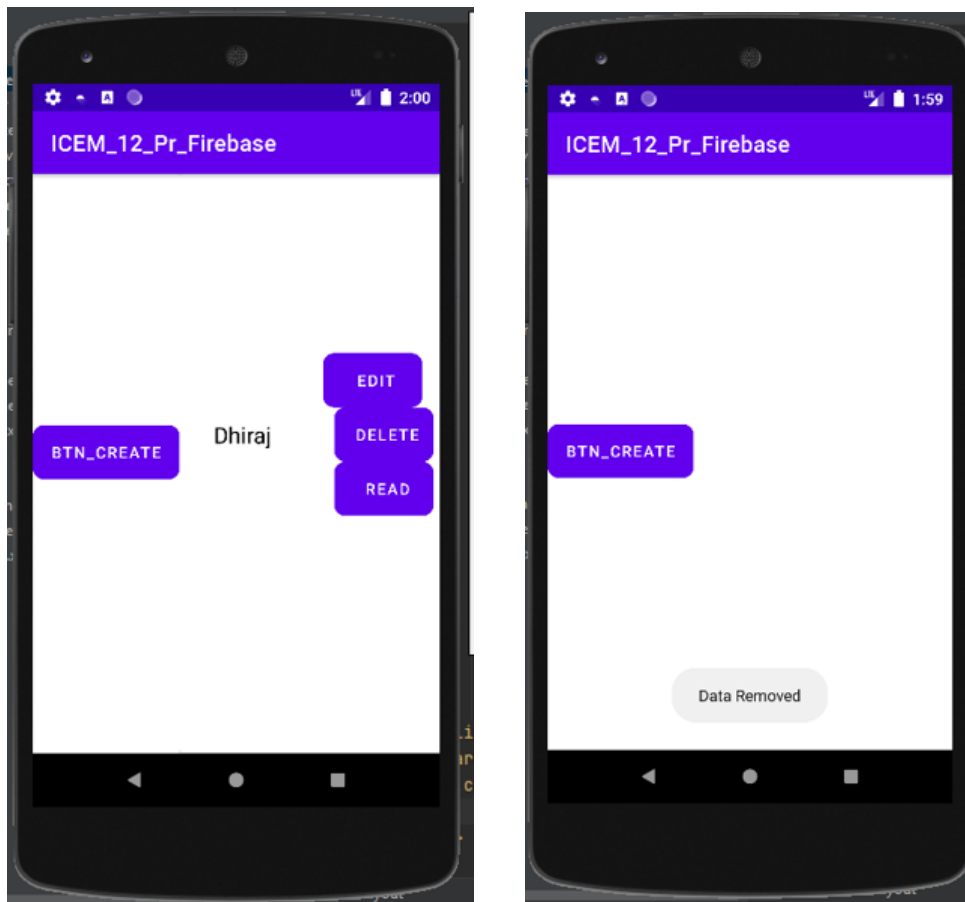 2:00
ICEM_12_Pr_Firebase
EDIT
DELETE
READ
Dhiraj
BTN_CREATE
1:59
ICEM_12_Pr_Firebase
BTN_CREATE
Data Removed